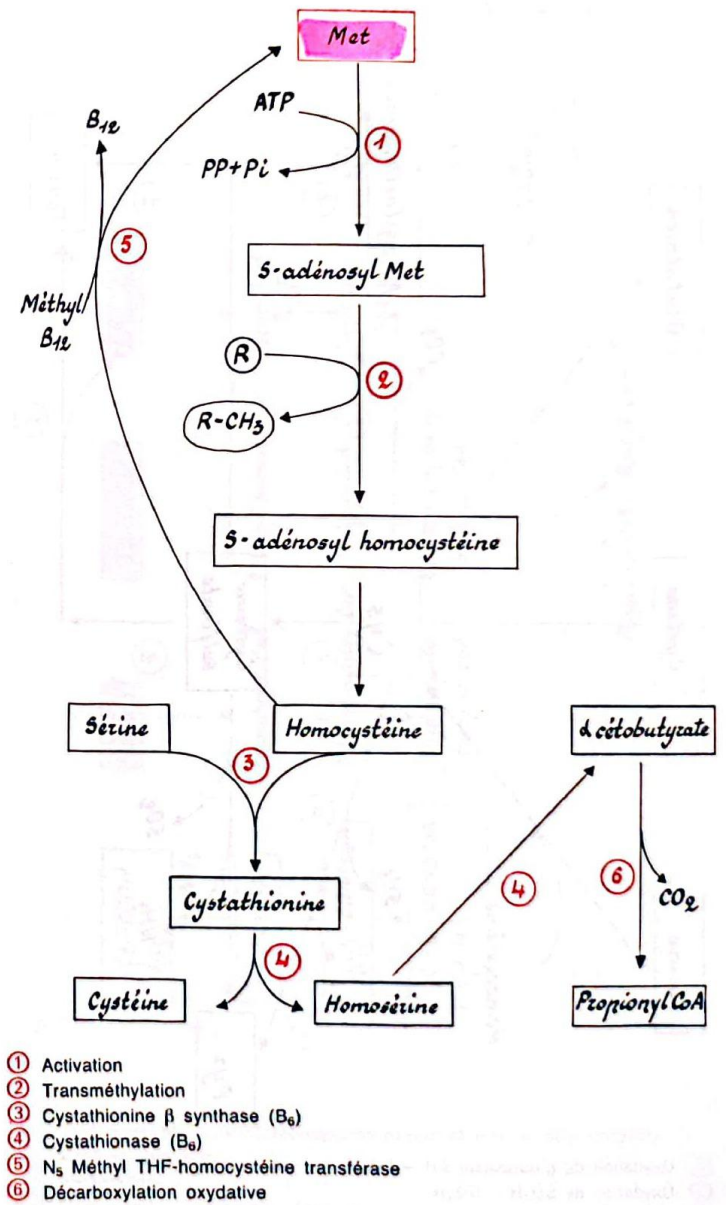 Met
ATP
B12
PP+Pi
1
5
S-adénosyl Met
Méthyl
B12
R
2
R-CH3
S-adénosyl homocystéine
Sérine
Homocystéine
α cétobutyrate
3
Cystathionine
4
6
CO2
4
Cystéine
Homosérine
Propionyl CoA
1 Activation
2 Transméthylation
3 Cystathionine β synthase (B6)
4 Cystathionase (B6)
5 N5 Méthyl THF-homocystéine transférase
6 Décarboxylation oxydative